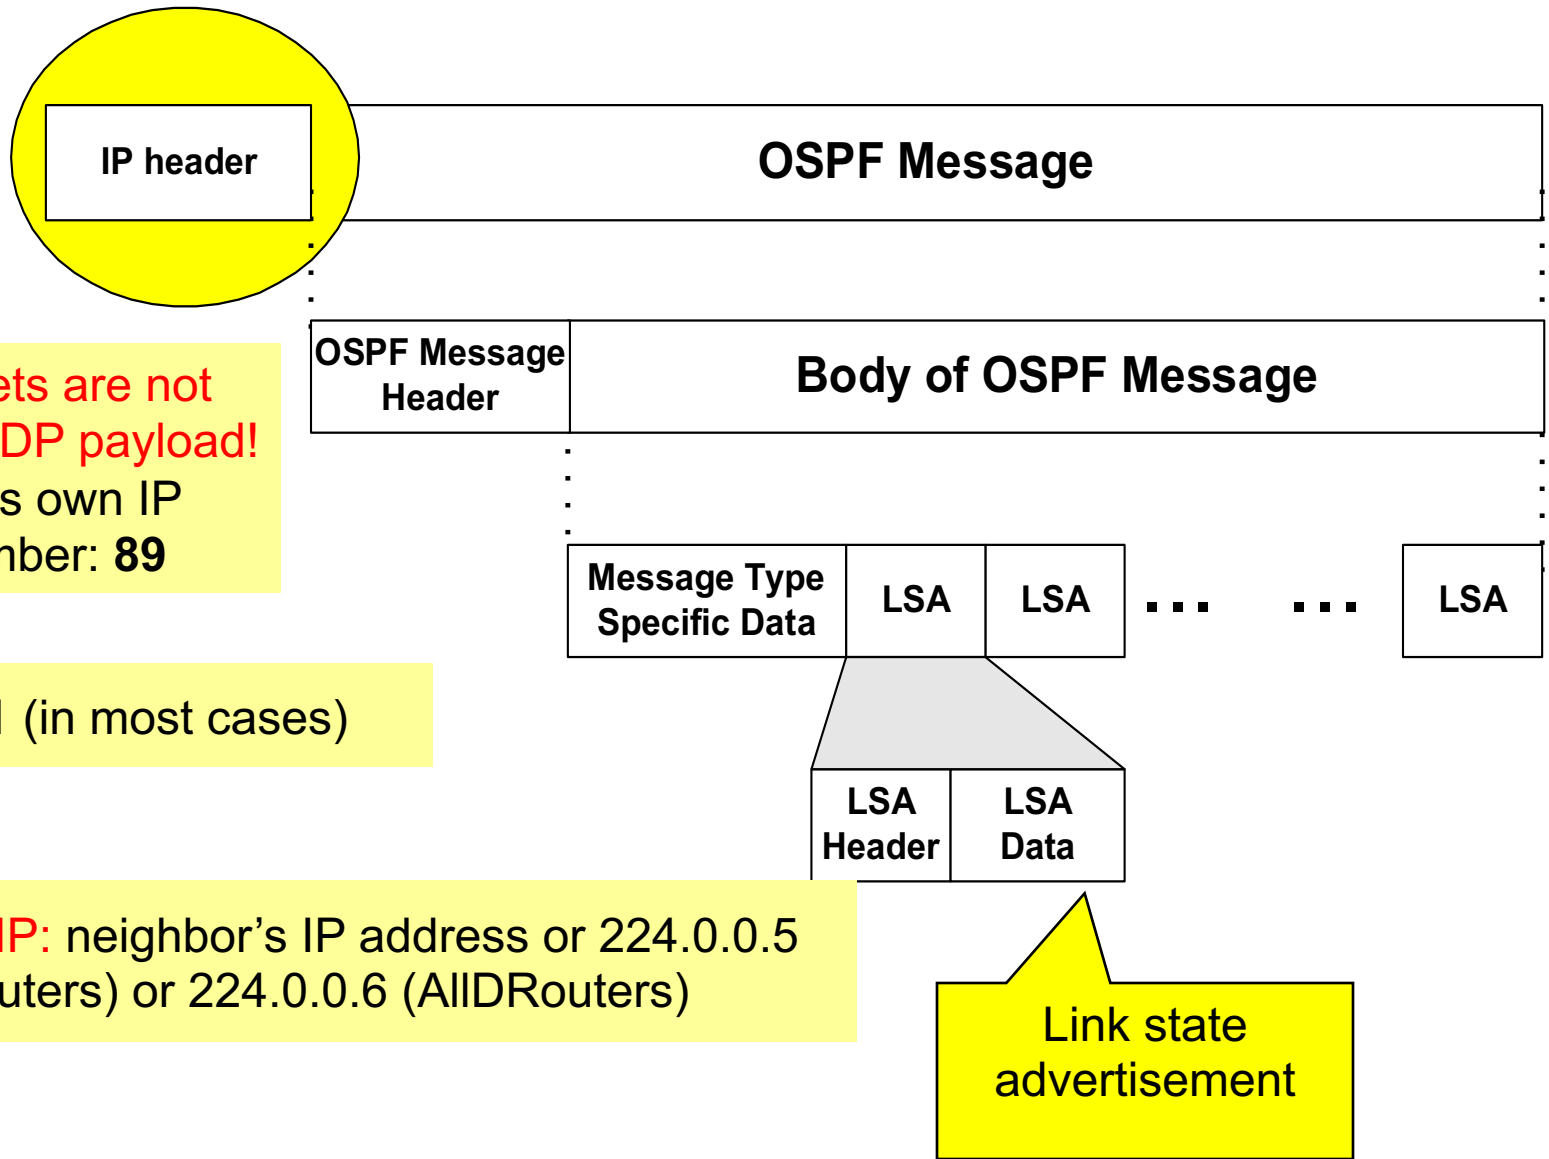 IP header
OSPF Message
OSPF Message
Header
Body of OSPF Message
ets are not
DP payload!
s own IP
mber: 89
Message Type
Specific Data
LSA
LSA
... ...
LSA
(in most cases)
LSA
Header
LSA
Data
IP: neighbor’s IP address or 224.0.0.5
uters) or 224.0.0.6 (AllDRouters)
Link state
advertisement